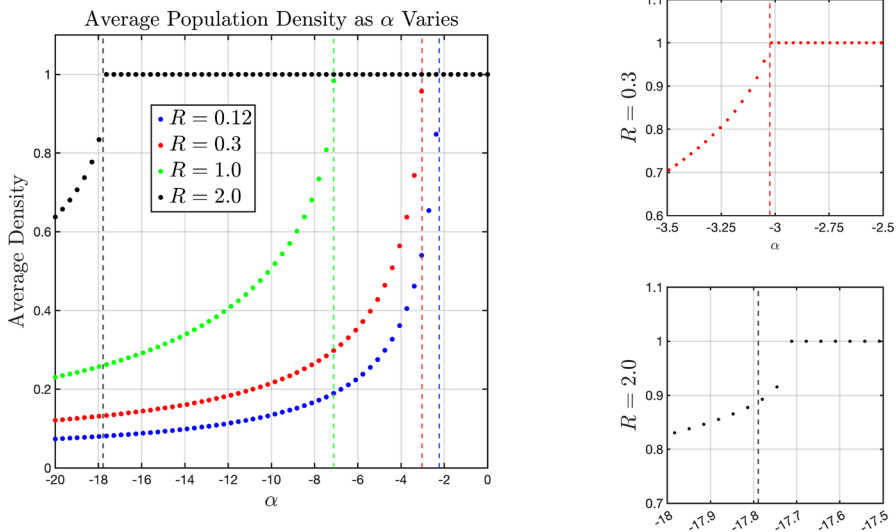 Average Population Density as α Varies
Average Density
1
0.8
0.6
0.4
0.2
0
R = 0.12
R = 0.3
R = 1.0
R = 2.0
-20 -18 -16 -14 -12 -10 -8 -6 -4 -2 0
α
R = 0.3
1.1
1
0.9
0.8
0.7
0.6
-3.5 -3.25 -3 -2.75 -2.5
α
R = 2.0
1.1
1
0.9
0.8
0.7
-18 -17.9 -17.8 -17.7 -17.6 -17.5